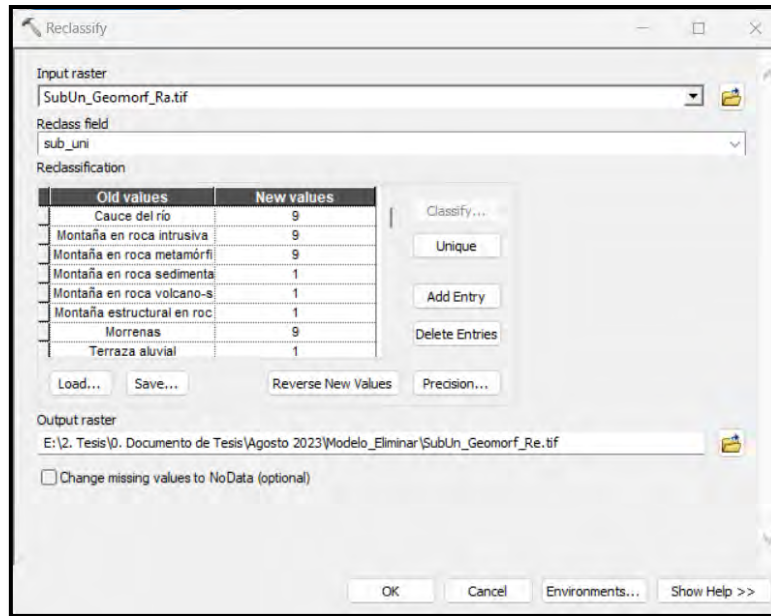 Reclassify
Input raster
SubUn_Geomorf_Ra.tif
Reclass field
sub_uni
Reclassification
Old values New values
Cauce del río 9
Montaña en roca intrusiva 9
Montaña en roca metamórfi 9
Montaña en roca sedimenta 1
Montaña en roca volcano-s 1
Montaña estructural en roc 1
Morrenas 9
Terraza aluvial 1
Classify...
Unique
Add Entry
Delete Entries
Load... Save... Reverse New Values Precision...
Output raster
E:\2. Tesis\0. Documento de Tesis\Agosto 2023\Modelo_Eliminar\SubUn_Geomorf_Re.tif
Change missing values to NoData (optional)
OK Cancel Environments... Show Help >>